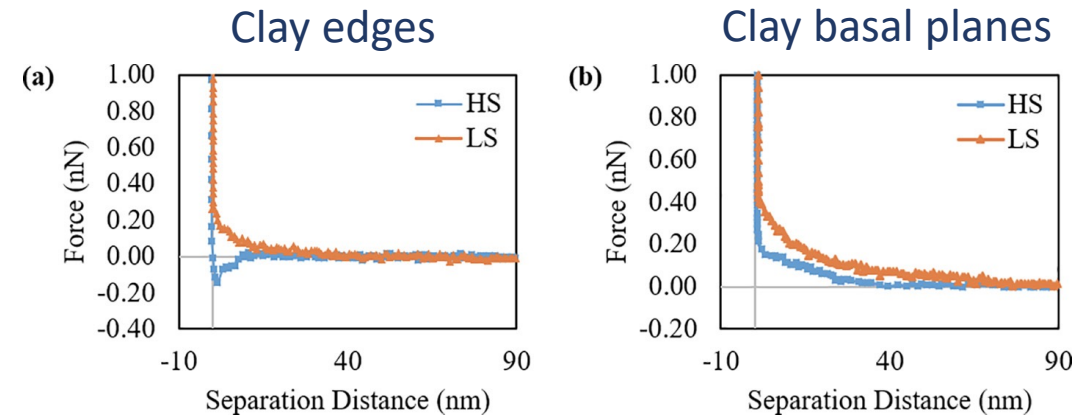 Clay edges
Clay basal planes
(a)
1.00
0.80
0.60
0.40
0.20
0.00
-0.20
-0.40
Force (nN)
HS
LS
-10
40
90
Separation Distance (nm)
(b)
1.00
0.80
0.60
0.40
0.20
0.00
-0.20
Force (nN)
HS
LS
-10
40
90
Separation Distance (nm)